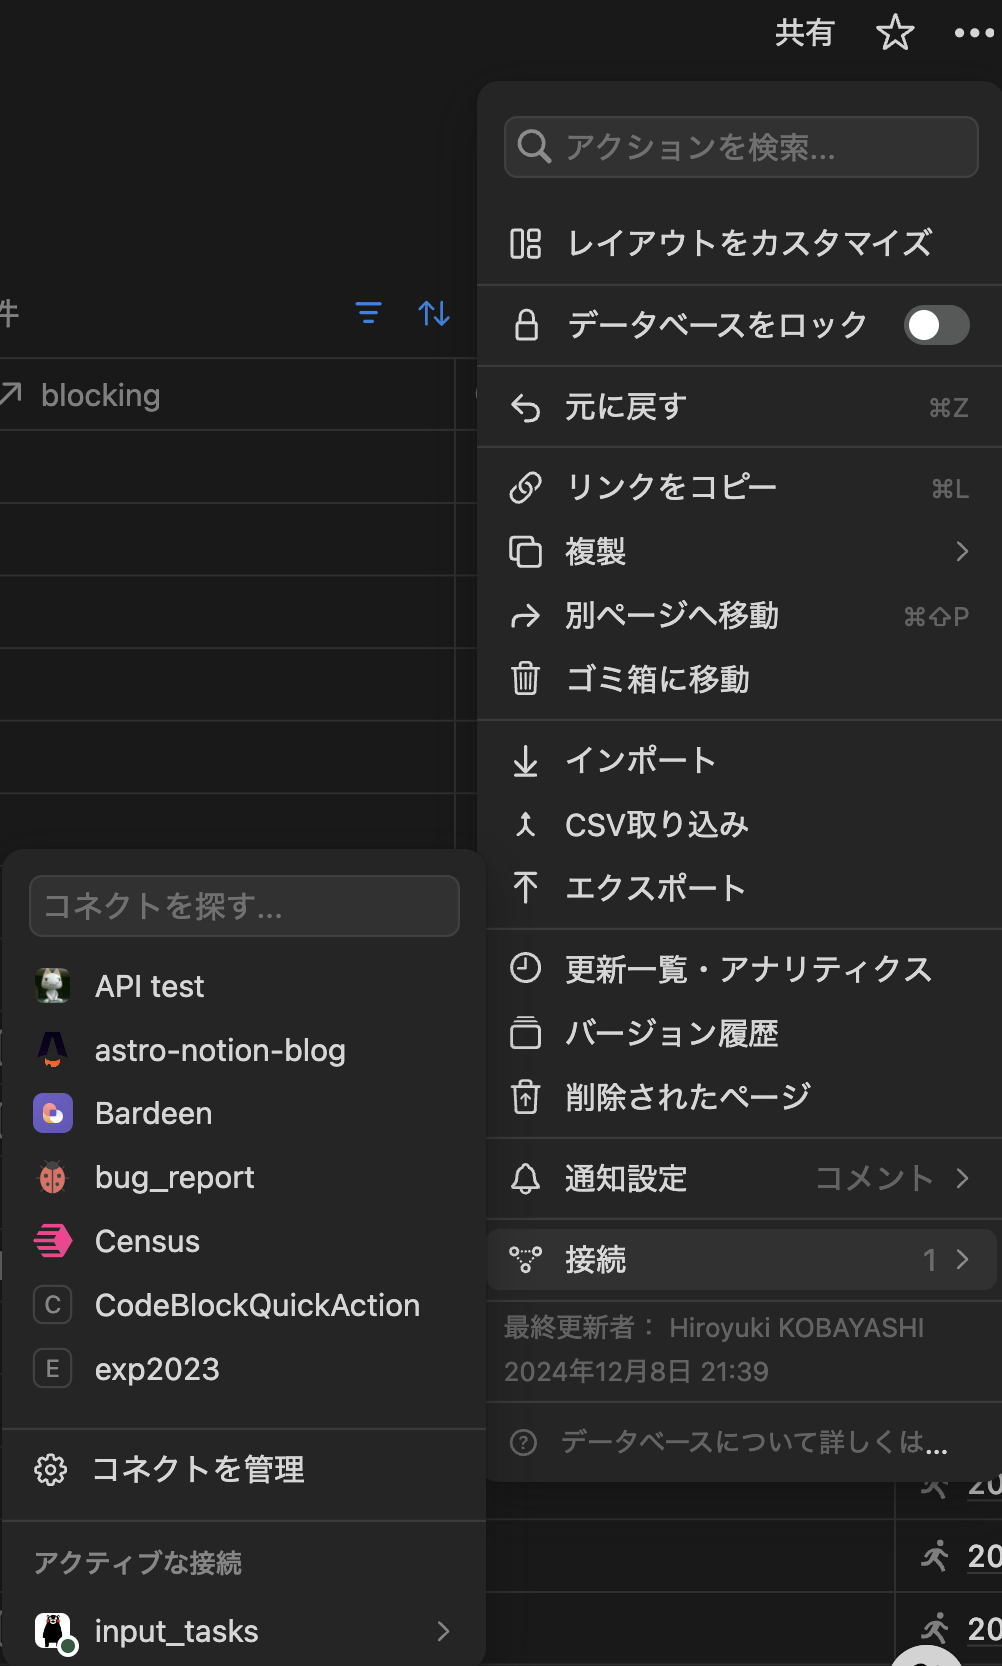 共有
アクションを検索...
レイアウトをカスタマイズ
件
データベースをロック
blocking
元に戻す ⌘Z
リンクをコピー ⌘L
複製
別ページへ移動 ⌘⇧P
ゴミ箱に移動
インポート
CSV取り込み
エクスポート
更新一覧・アナリティクス
バージョン履歴
削除されたページ
通知設定 コメント
接続 1
最終更新者： Hiroyuki KOBAYASHI
2024年12月8日 21:39
データベースについて詳しくは...
コネクトを探す...
API test
astro-notion-blog
Bardeen
bug_report
Census
C CodeBlockQuickAction
E exp2023
コネクトを管理
アクティブな接続
input_tasks
20
20
20